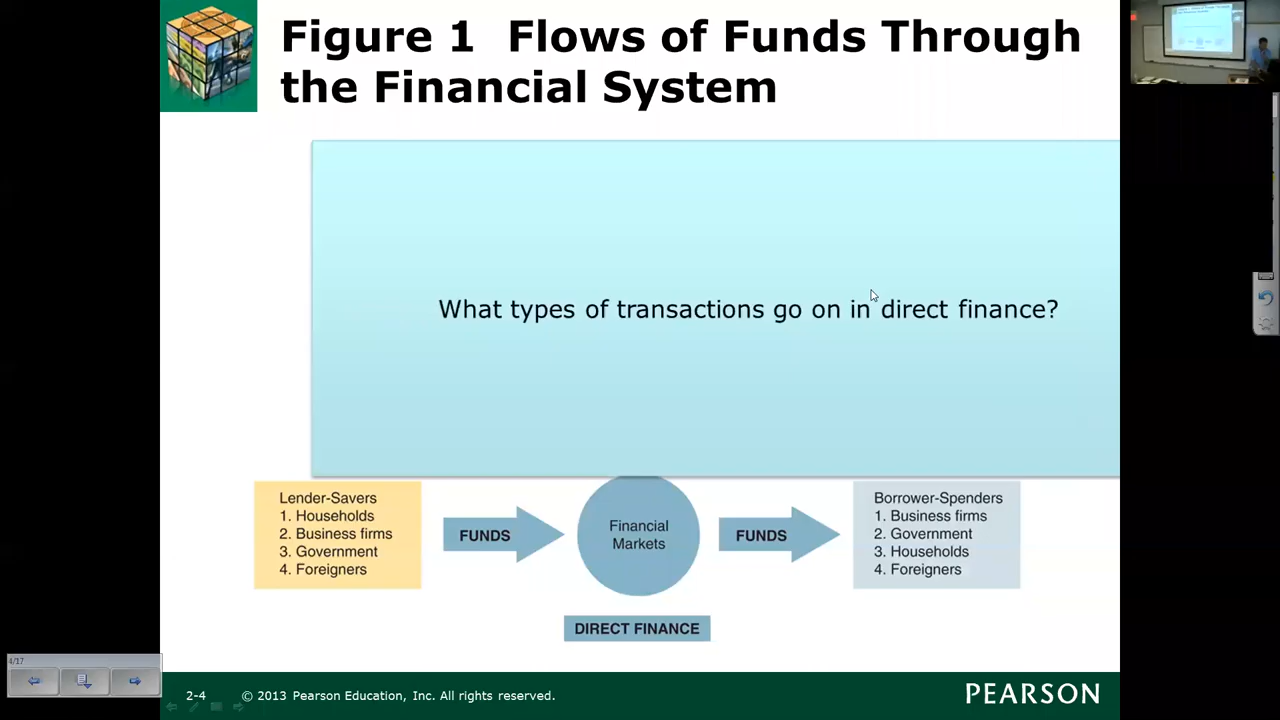 Figure 1 Flows of Funds Through
the Financial System
What types of transactions go on in direct finance?
Lender-Savers
1. Households
2. Business firms
3. Government
4. Foreigners
FUNDS
Financial
Markets
FUNDS
Borrower-Spenders
1. Business firms
2. Government
3. Households
4. Foreigners
DIRECT FINANCE
4/17
2-4 © 2013 Pearson Education, Inc. All rights reserved.
PEARSON